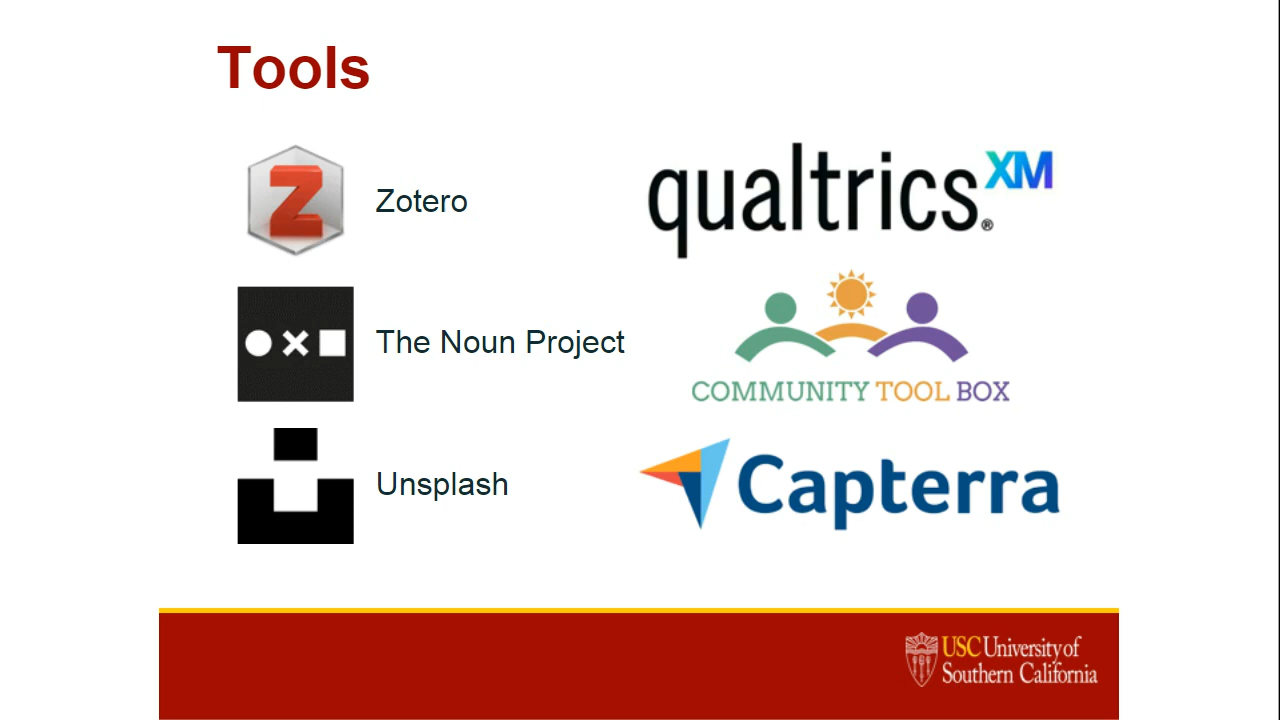 Tools
Zotero
The Noun Project
Unsplash
qualtrics.XM
®
COMMUNITY TOOL BOX
Capterra
USC University of
Southern California